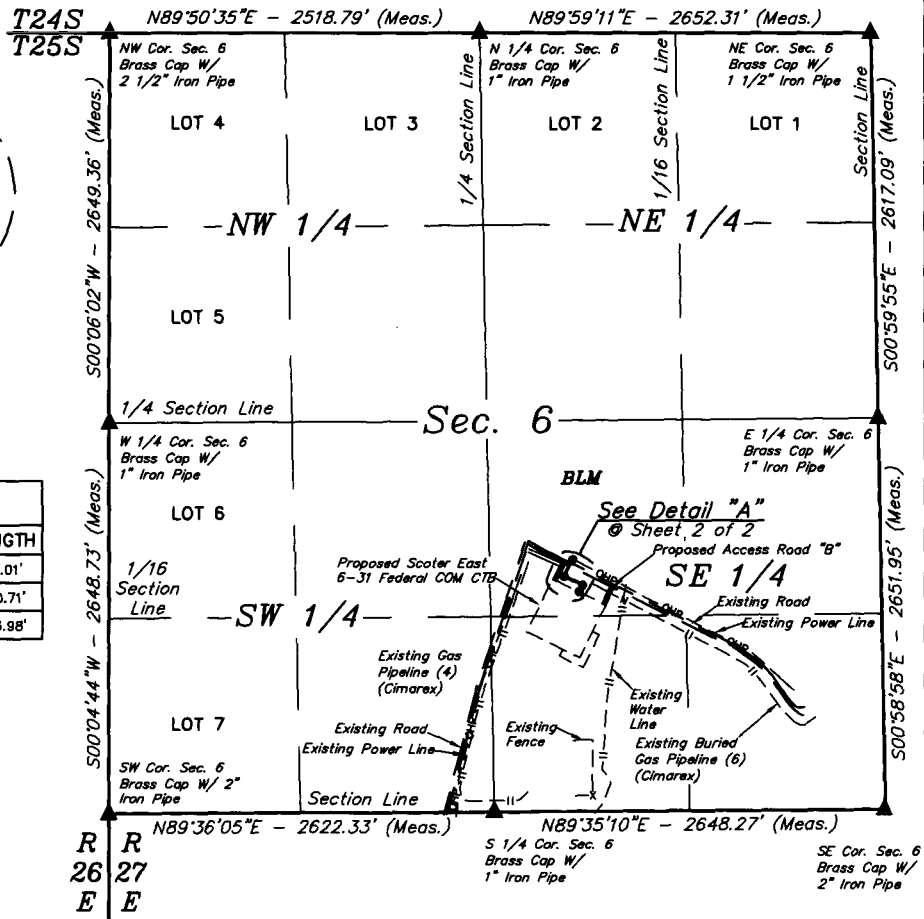 T24S
T25S
N89°50'35"E - 2518.79' (Meas.)
N89°59'11"E - 2652.31' (Meas.)
NW Cor. Sec. 6
Brass Cap W/
2 1/2" Iron Pipe
N 1/4 Cor. Sec. 6
Brass Cap W/
1" Iron Pipe
NE Cor. Sec. 6
Brass Cap W/
1 1/2" Iron Pipe
LOT 4
LOT 3
LOT 2
LOT 1
1/4 Section Line
1/16 Section Line
Section Line
S00°06'02"W - 2649.36' (Meas.)
S00°59'55"E - 2617.09' (Meas.)
NW 1/4
NE 1/4
LOT 5
1/4 Section Line
Sec. 6
W 1/4 Cor. Sec. 6
Brass Cap W/
1" Iron Pipe
E 1/4 Cor. Sec. 6
Brass Cap W/
1" Iron Pipe
BLM
LOT 6
See Detail "A"
@ Sheet 2 of 2
Proposed Access Road "B"
GTH
.01'
0.71'
.98'
1/16
Section
Line
Proposed Scoter East
6-31 Federal COM CTB
OHP
SE 1/4
Existing Road
OHP
Existing Power Line
OHP
SW 1/4
S00°04'44"W - 2648.73' (Meas.)
S00°58'58"E - 2651.95' (Meas.)
Existing Gas
Pipeline (4)
(Cimarex)
Existing
Water
Line
LOT 7
Existing Road
Existing Power Line
OHP
Existing
Fence
Existing Buried
Gas Pipeline (6)
(Cimarex)
SW Cor. Sec. 6
Brass Cap W/ 2"
Iron Pipe
Section Line
OHP
x
N89°36'05"E - 2622.33' (Meas.)
N89°35'10"E - 2648.27' (Meas.)
S 1/4 Cor. Sec. 6
Brass Cap W/
1" Iron Pipe
SE Cor. Sec. 6
Brass Cap W/
2" Iron Pipe
R R
26 27
E E